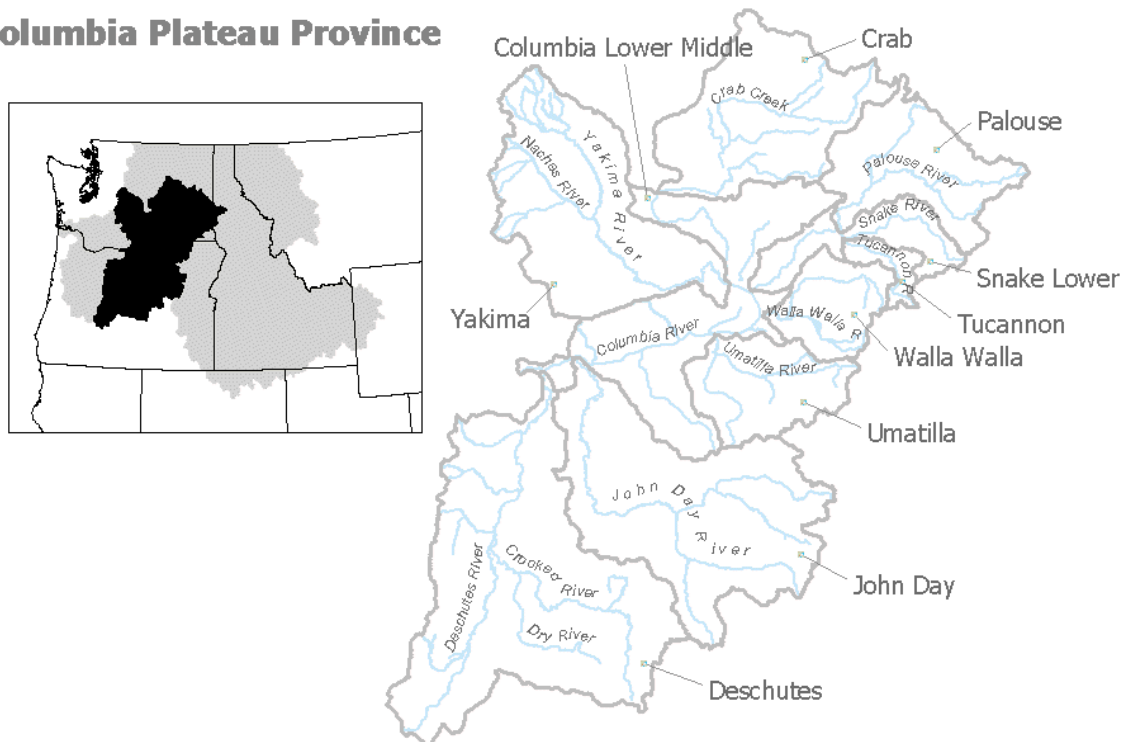 olumbia Plateau Province
Columbia Lower Middle
Crab
Crab Creek
Palouse
Yakima River
Naches River
Palouse River
Snake River
Tucannon R
Snake Lower
Yakima
Columbia River
Walla Walla R
Tucannon
Walla Walla
Umatilla River
Umatilla
John Day River
Crooked River
Deschutes River
John Day
Dry River
Deschutes